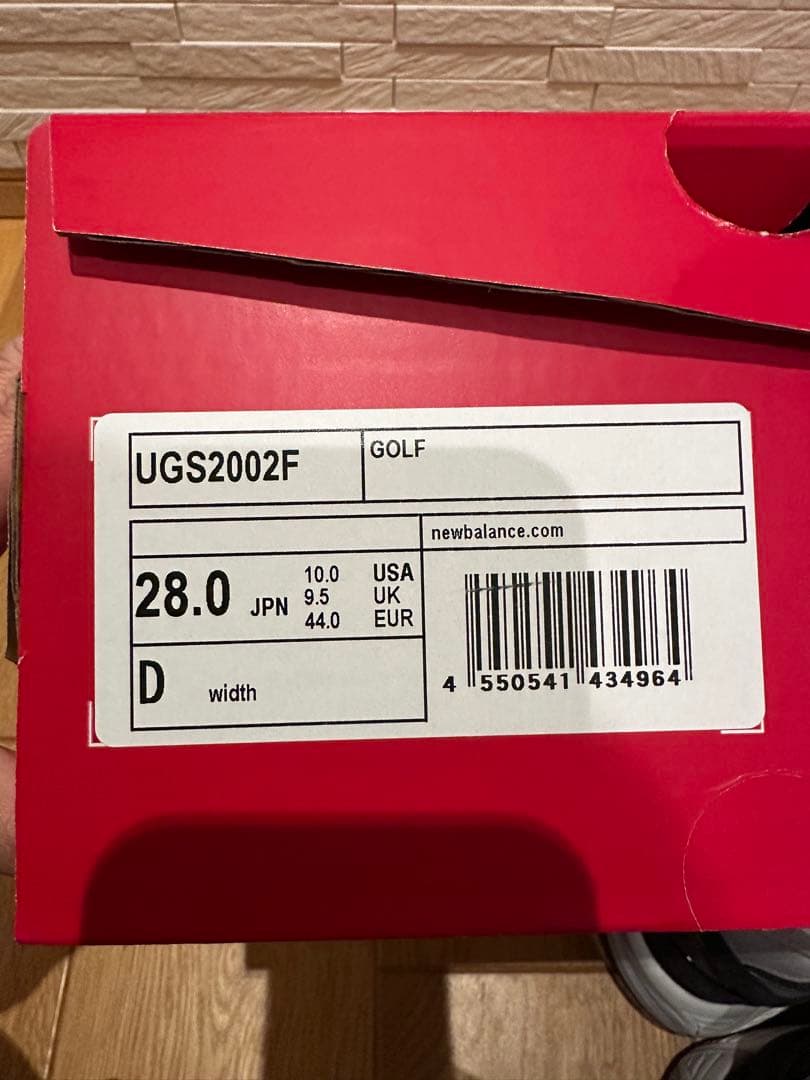 UGS2002F
GOLF
newbalance.com
28.0 JPN
10.0 USA
9.5 UK
44.0 EUR
D width
4 550541 434964